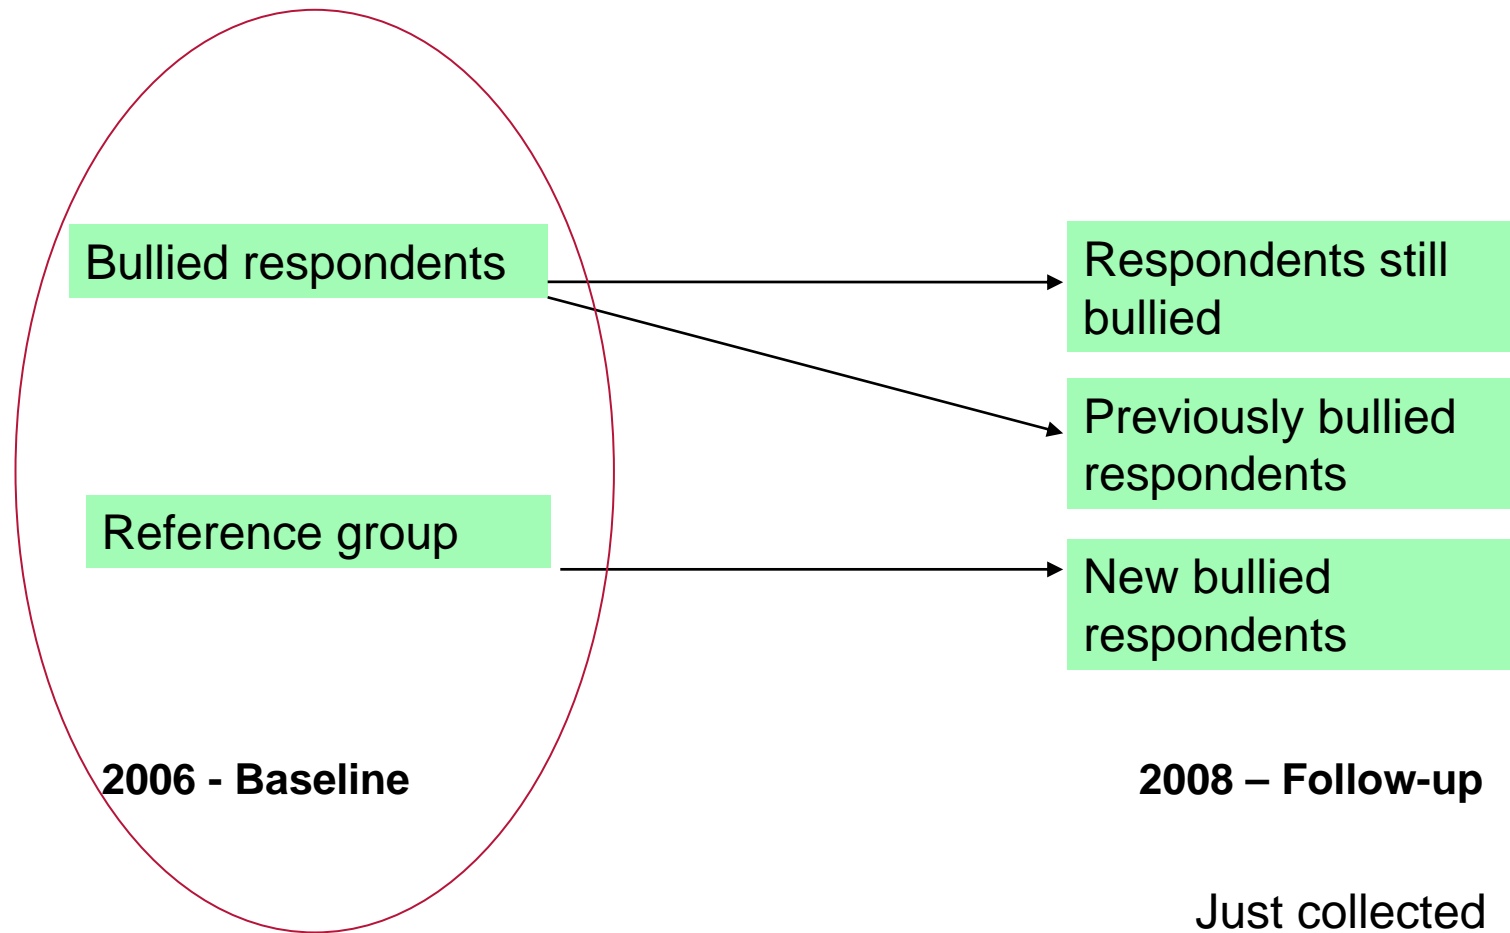 Bullied respondents
Respondents still
bullied
Previously bullied
respondents
Reference group
New bullied
respondents
2006 - Baseline
2008 – Follow-up
Just collected